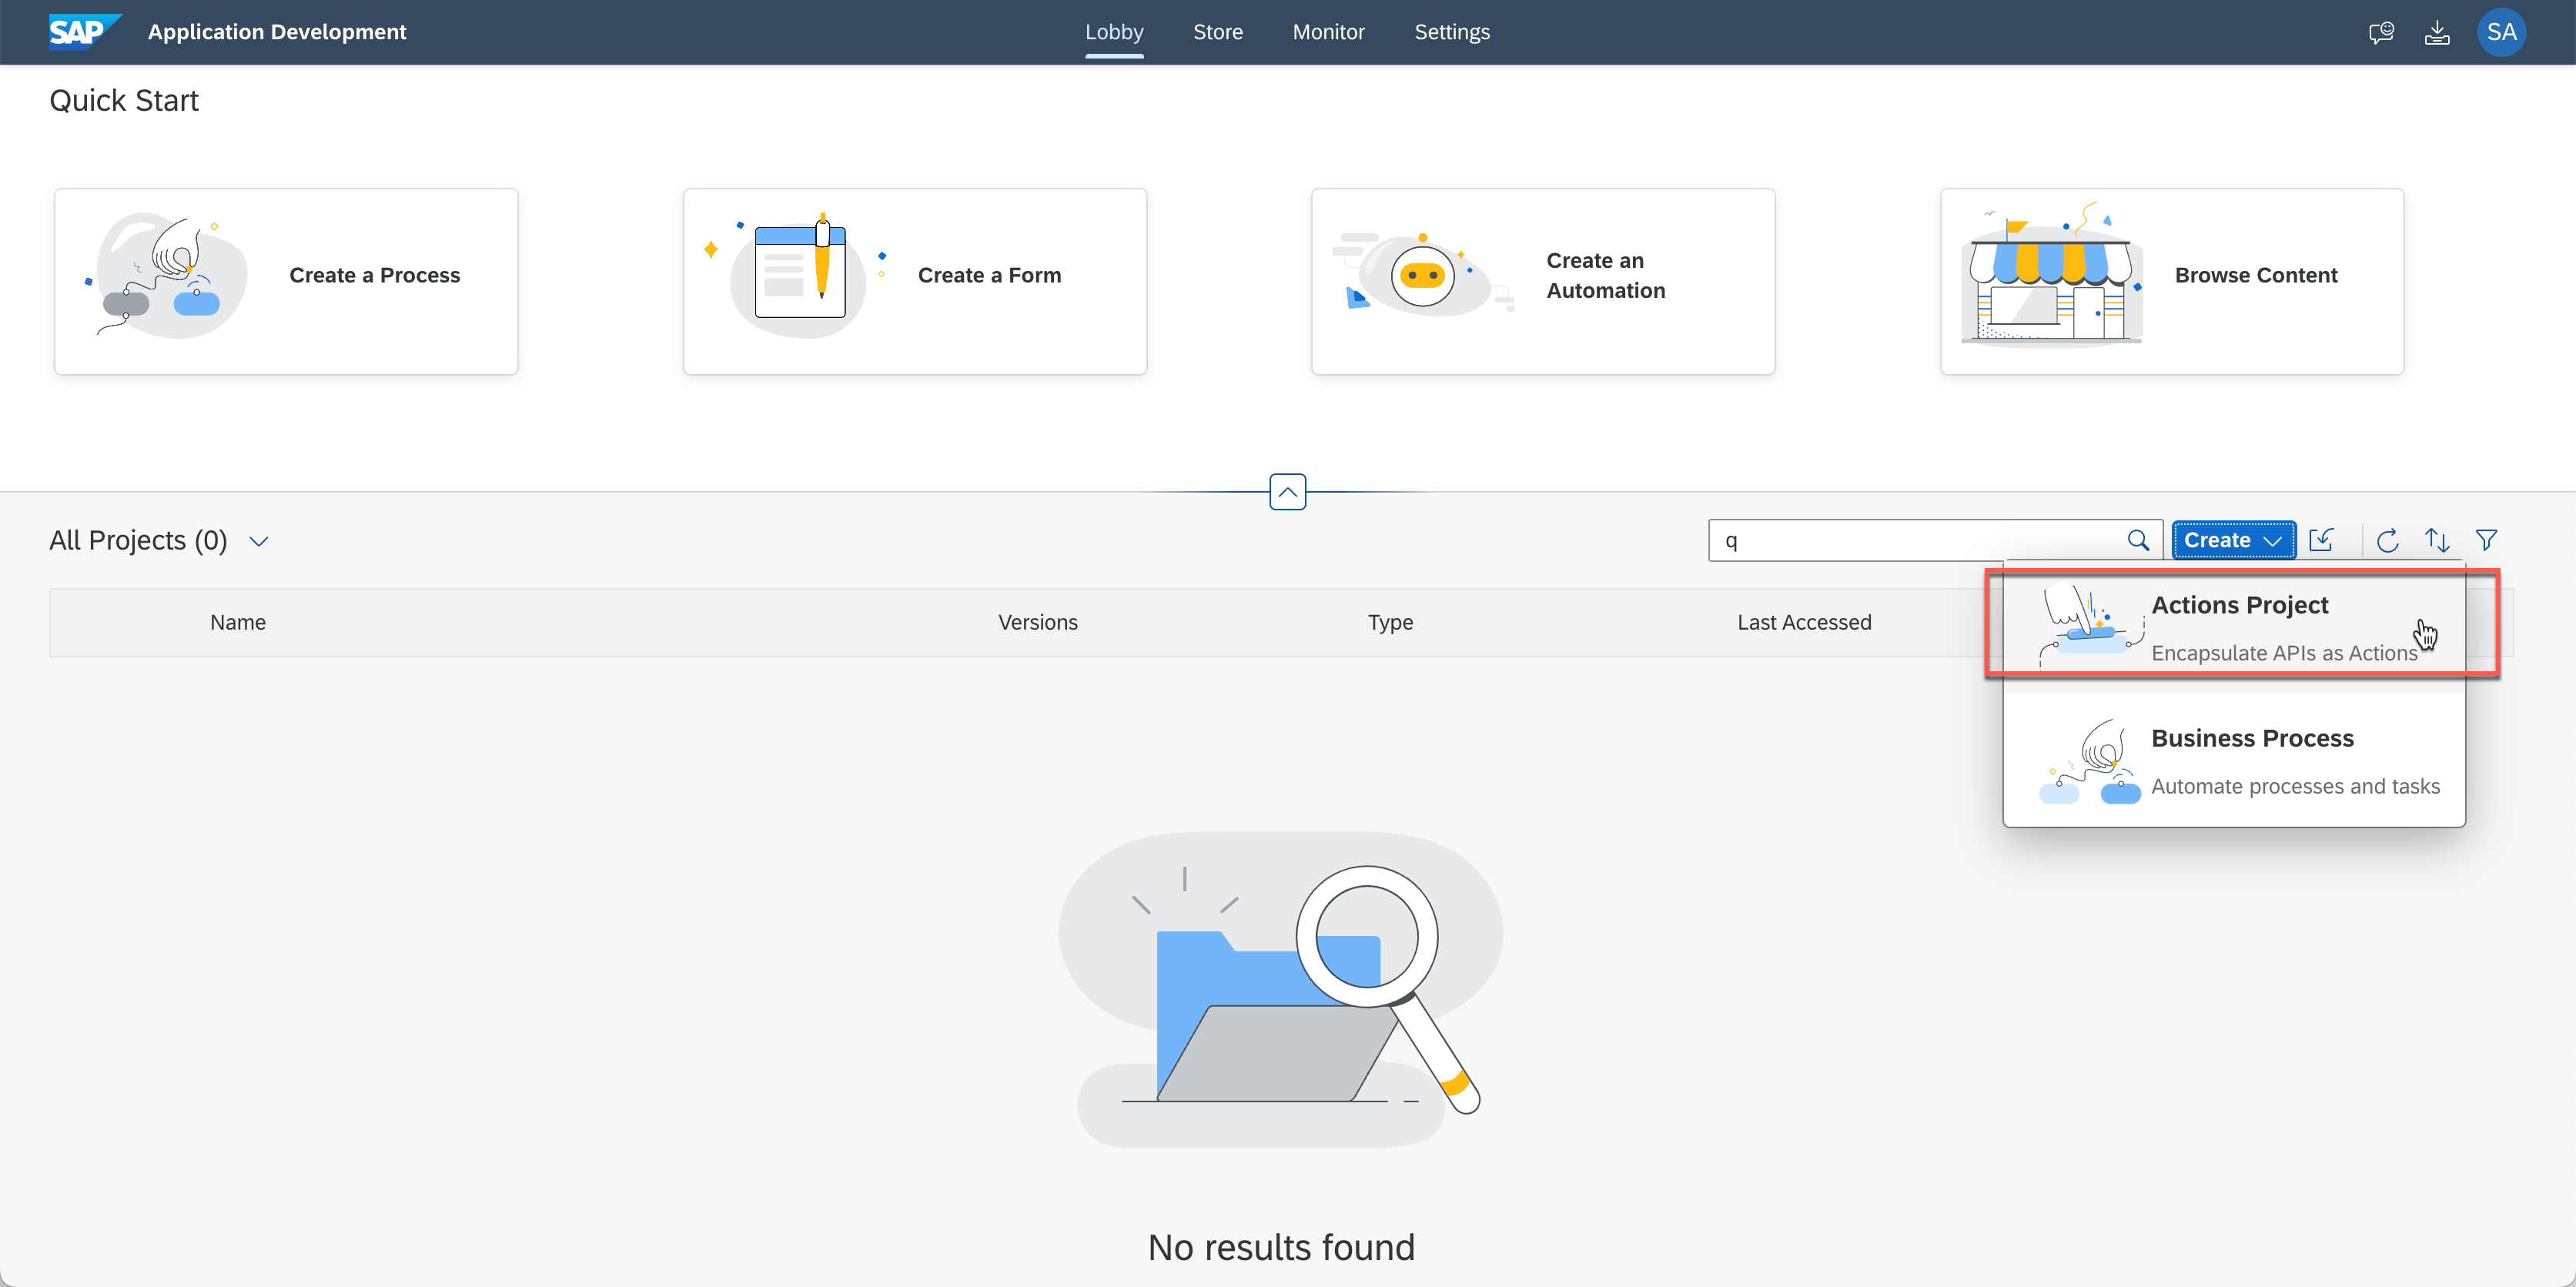 SAP Application Development Lobby Store Monitor Settings SA
Quick Start
Create a Process
Create a Form
Create an
Automation
Browse Content
All Projects (0)
q
Create
Name Versions Type Last Accessed
Actions Project
Encapsulate APIs as Actions
Business Process
Automate processes and tasks
No results found